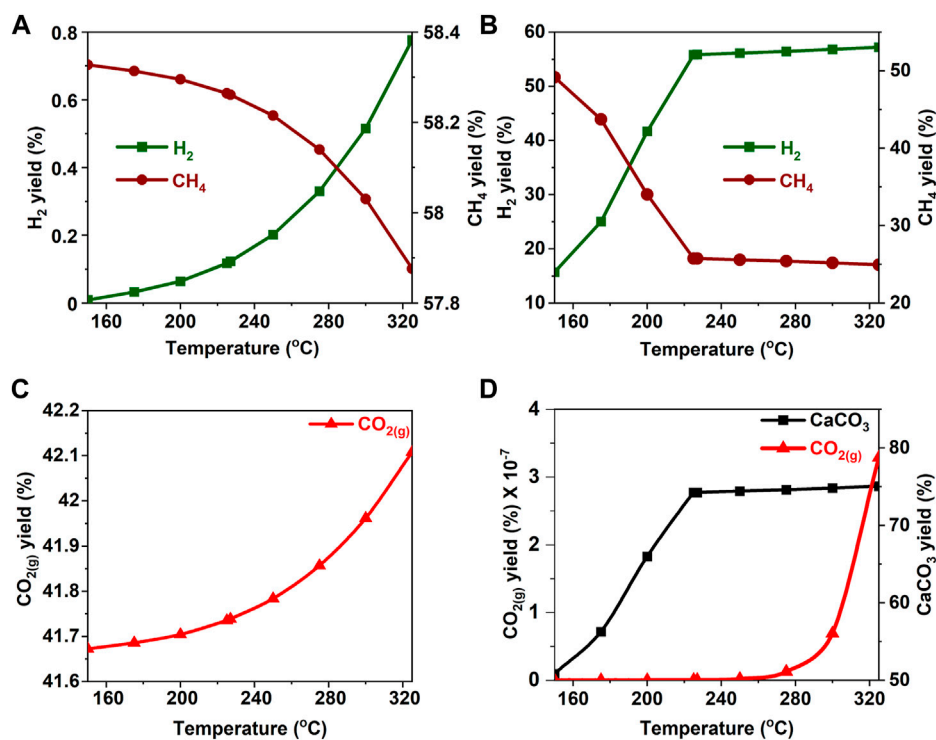 A
H2 yield (%)
0.8
0.6
0.4
0.2
0
H2
CH4
58.4
58.2
58
57.8
CH4 yield (%)
160 200 240 280 320
Temperature (oC)
B
H2 yield (%)
60
50
40
30
20
10
H2
CH4
50
40
30
20
CH4 yield (%)
160 200 240 280 320
Temperature (oC)
C
CO2(g) yield (%)
42.2
42.1
42
41.9
41.8
41.7
41.6
CO2(g)
160 200 240 280 320
Temperature (oC)
D
CO2(g) yield (%) X 10-7
4
3
2
1
0
CaCO3
CO2(g)
80
70
60
50
CaCO3 yield (%)
160 200 240 280 320
Temperature (oC)